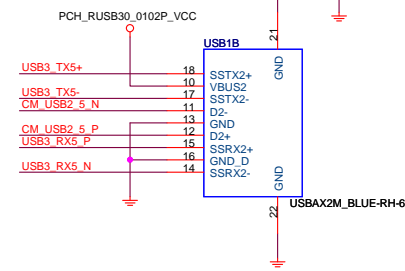 PCH_RUSB30_0102P_VCC
21
USB1B
GND
USB3_TX5+ 18 SSTX2+
10 VBUS2
USB3_TX5- 17 SSTX2-
CM_USB2_5_N 11 D2-
13 GND
CM_USB2_5_P 12 D2+
USB3_RX5_P 15 SSRX2+
16 GND_D
USB3_RX5_N 14 SSRX2-
GND
USBAX2M_BLUE-RH-6
22